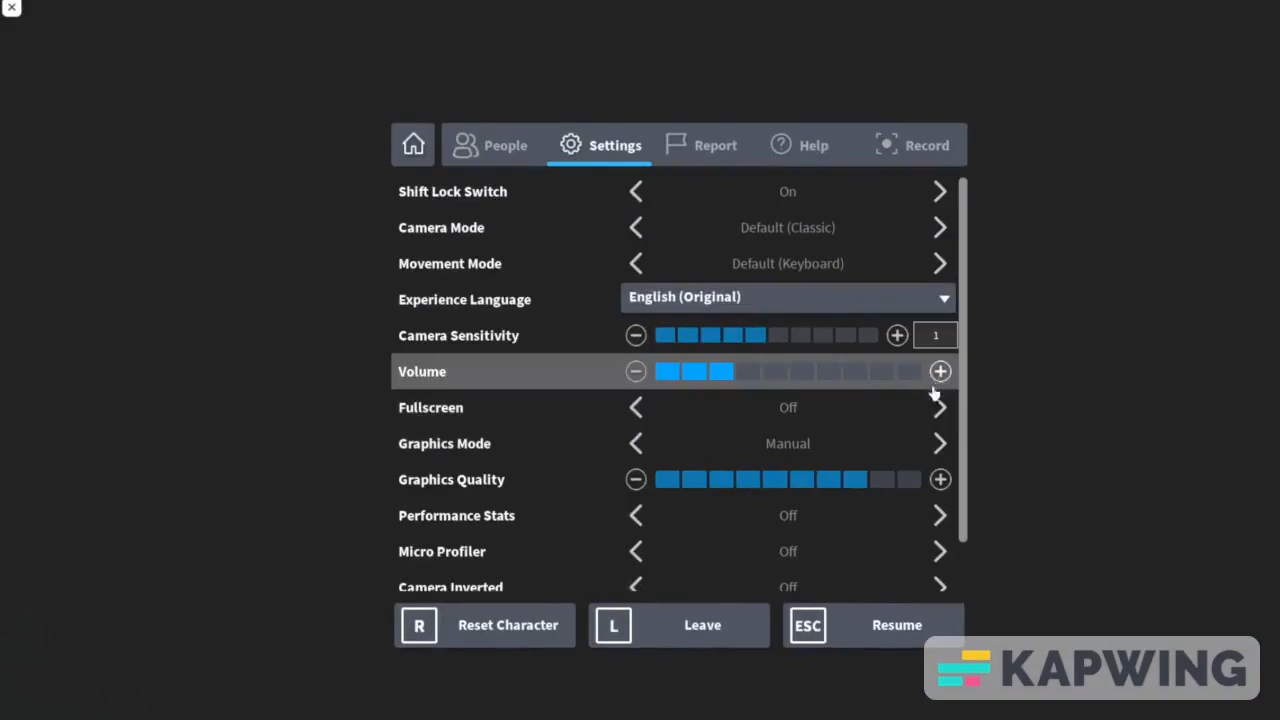 People Settings Report Help Record
Shift Lock Switch On
Camera Mode Default (Classic)
Movement Mode Default (Keyboard)
Experience Language English (Original)
Camera Sensitivity 1
Volume
Fullscreen Off
Graphics Mode Manual
Graphics Quality
Performance Stats Off
Micro Profiler Off
Camera Inverted Off
R Reset Character L Leave ESC Resume
KAPWING